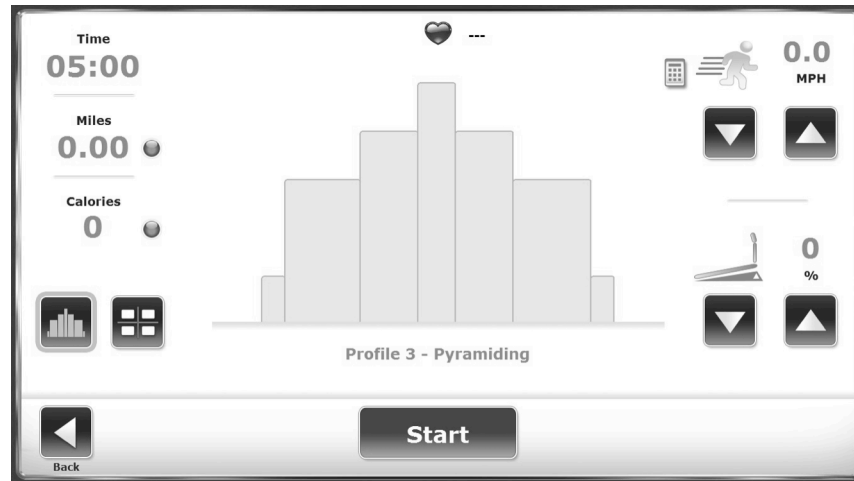 Time
05:00
Miles
0.00
Calories
0
---
0.0
MPH
0
%
Profile 3 - Pyramiding
Start
Back